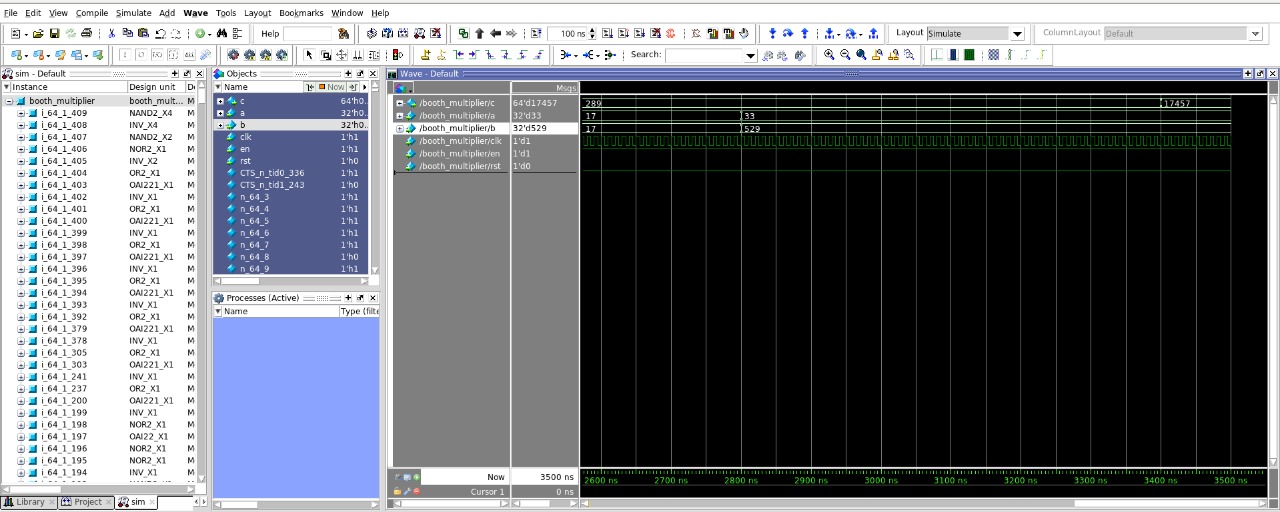 File Edit View Compile Simulate Add Wave Tools Layout Bookmarks Window Help
Help 100 ns Layout Simulate ColumnLayout Default
Search:
sim - Default
Instance Design unit
booth_multiplier booth_mult... M
i_64_1_409 NAND2_X4 M
i_64_1_408 INV_X4 M
i_64_1_407 NAND2_X2 M
i_64_1_406 NOR2_X1 M
i_64_1_405 INV_X2 M
i_64_1_404 OR2_X1 M
i_64_1_403 OAI221_X1 M
i_64_1_402 INV_X1 M
i_64_1_401 OR2_X1 M
i_64_1_400 OAI221_X1 M
i_64_1_399 INV_X1 M
i_64_1_398 OR2_X1 M
i_64_1_397 OAI221_X1 M
i_64_1_396 INV_X1 M
i_64_1_395 OR2_X1 M
i_64_1_394 OAI221_X1 M
i_64_1_393 INV_X1 M
i_64_1_392 OR2_X1 M
i_64_1_379 OAI221_X1 M
i_64_1_378 INV_X1 M
i_64_1_305 OR2_X1 M
i_64_1_303 OAI221_X1 M
i_64_1_241 INV_X1 M
i_64_1_237 OR2_X1 M
i_64_1_200 OAI221_X1 M
i_64_1_199 INV_X1 M
i_64_1_198 NOR2_X1 M
i_64_1_197 OAI22_X1 M
i_64_1_196 NOR2_X1 M
i_64_1_195 NOR2_X1 M
i_64_1_194 INV_X1 M
Library Project sim
Objects
Name Now
c 64'h0..
a 32'h0..
b 32'h0..
clk 1'h1
en 1'h1
rst 1'h0
CTS_n_tid0_336 1'h1
CTS_n_tid1_243 1'h0
n_64_3 1'h1
n_64_4 1'h1
n_64_5 1'h1
n_64_6 1'h1
n_64_7 1'h1
n_64_8 1'h0
n_64_9 1'h1
Processes (Active)
Name Type (filte
Wave - Default
Msgs
/booth_multiplier/c 64'd17457 289 17457
/booth_multiplier/a 32'd33 17 33
/booth_multiplier/b 32'd529 17 529
/booth_multiplier/clk 1'd1
/booth_multiplier/en 1'd1
/booth_multiplier/rst 1'd0
Now 3500 ns
2600 ns 2700 ns 2800 ns 2900 ns 3000 ns 3100 ns 3200 ns 3300 ns 3400 ns 3500 ns
Cursor 1 0 ns